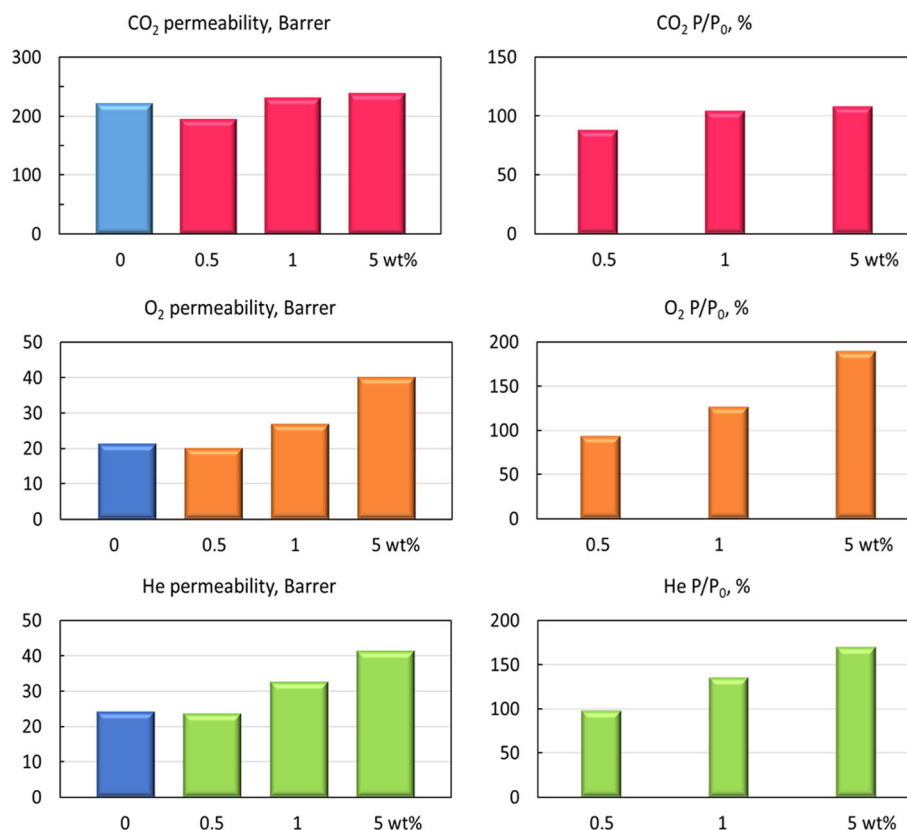 CO₂ permeability, Barrer
300
200
100
0
0 0.5 1 5 wt%
CO₂ P/P₀, %
150
100
50
0
0.5 1 5 wt%
O₂ permeability, Barrer
50
40
30
20
10
0
0 0.5 1 5 wt%
O₂ P/P₀, %
200
150
100
50
0
0.5 1 5 wt%
He permeability, Barrer
50
40
30
20
10
0
0 0.5 1 5 wt%
He P/P₀, %
200
150
100
50
0
0.5 1 5 wt%